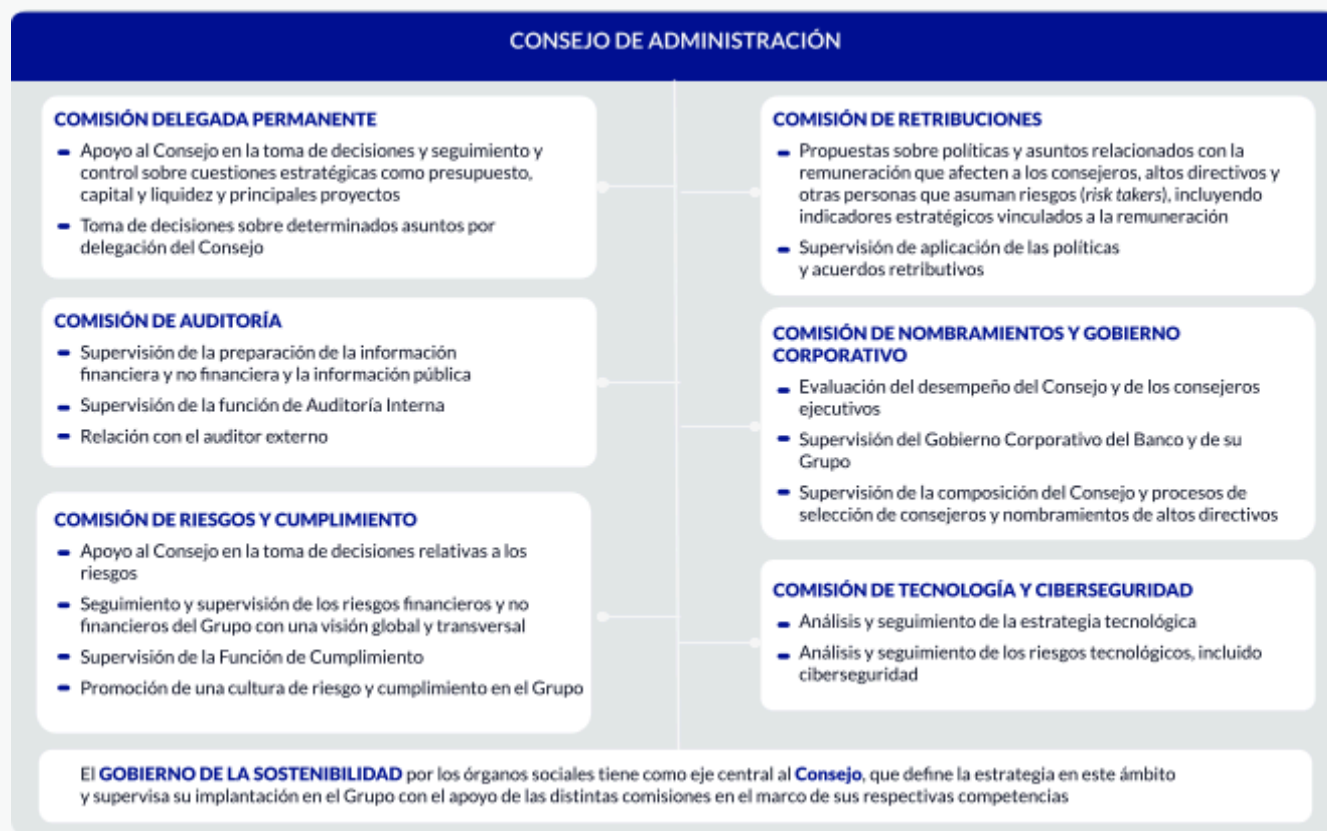 CONSEJO DE ADMINISTRACIÓN
COMISIÓN DELEGADA PERMANENTE
- Apoyo al Consejo en la toma de decisiones y seguimiento y
control sobre cuestiones estratégicas como presupuesto,
capital y liquidez y principales proyectos
- Toma de decisiones sobre determinados asuntos por
delegación del Consejo
COMISIÓN DE AUDITORÍA
- Supervisión de la preparación de la información
financiera y no financiera y la información pública
- Supervisión de la función de Auditoría Interna
- Relación con el auditor externo
COMISIÓN DE RIESGOS Y CUMPLIMIENTO
- Apoyo al Consejo en la toma de decisiones relativas a los
riesgos
- Seguimiento y supervisión de los riesgos financieros y no
financieros del Grupo con una visión global y transversal
- Supervisión de la Función de Cumplimiento
- Promoción de una cultura de riesgo y cumplimiento en el Grupo
COMISIÓN DE RETRIBUCIONES
- Propuestas sobre políticas y asuntos relacionados con la
remuneración que afecten a los consejeros, altos directivos y
otras personas que asuman riesgos (risk takers), incluyendo
indicadores estratégicos vinculados a la remuneración
- Supervisión de aplicación de las políticas
y acuerdos retributivos
COMISIÓN DE NOMBRAMIENTOS Y GOBIERNO
CORPORATIVO
- Evaluación del desempeño del Consejo y de los consejeros
ejecutivos
- Supervisión del Gobierno Corporativo del Banco y de su
Grupo
- Supervisión de la composición del Consejo y procesos de
selección de consejeros y nombramientos de altos directivos
COMISIÓN DE TECNOLOGÍA Y CIBERSEGURIDAD
- Análisis y seguimiento de la estrategia tecnológica
- Análisis y seguimiento de los riesgos tecnológicos, incluido
ciberseguridad
El GOBIERNO DE LA SOSTENIBILIDAD por los órganos sociales tiene como eje central al Consejo, que define la estrategia en este ámbito
y supervisa su implantación en el Grupo con el apoyo de las distintas comisiones en el marco de sus respectivas competencias